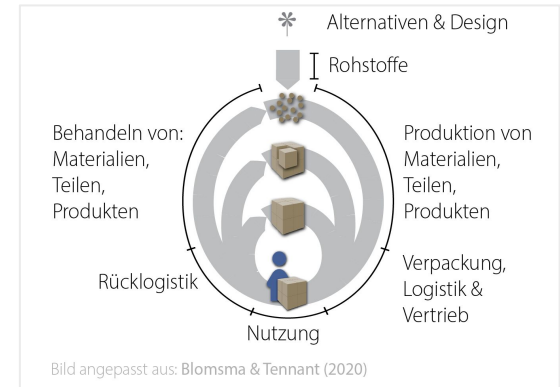 Alternativen & Design
Rohstoffe
Behandeln von:
Materialien,
Teilen,
Produkten
Produktion von
Materialien,
Teilen,
Produkten
Rücklogistik
Verpackung,
Logistik &
Vertrieb
Nutzung
Bild angepasst aus: Blomsma & Tennant (2020)